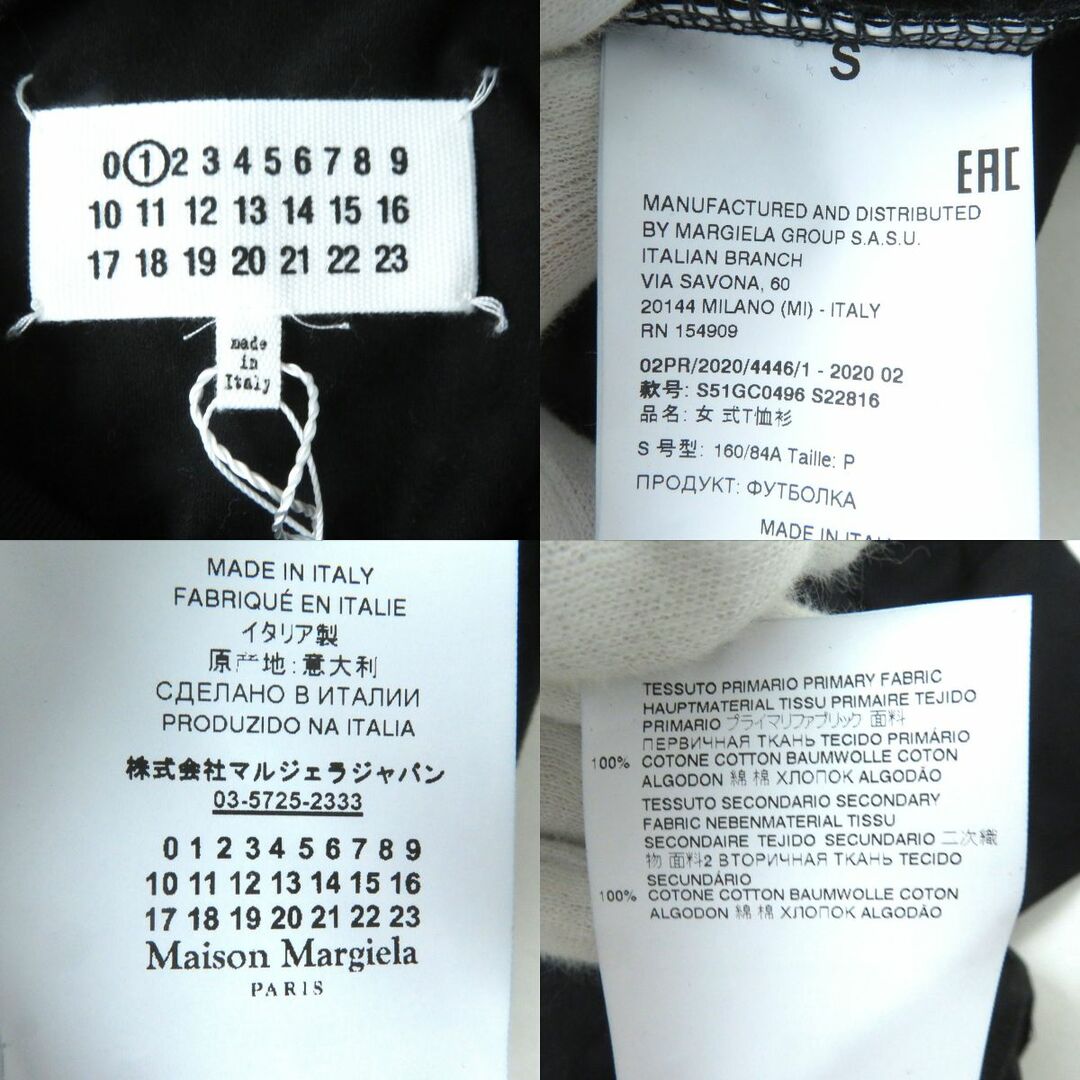 0 1 2 3 4 5 6 7 8 9
10 11 12 13 14 15 16
17 18 19 20 21 22 23
made
in
Italy
S
EAC
MANUFACTURED AND DISTRIBUTED
BY MARGIELA GROUP S.A.S.U.
ITALIAN BRANCH
VIA SAVONA, 60
20144 MILANO (MI) - ITALY
RN 154909
02PR/2020/4446/1 - 2020 02
款号: S51GC0496 S22816
品名: 女 式T恤衫
S 号型: 160/84A Taille: P
ПРОДУКТ: ФУТБОЛКА
MADE IN ITALY
MADE IN ITALY
FABRIQUÉ EN ITALIE
イタリア製
原产地: 意大利
СДЕЛАНО В ИТАЛИИ
PRODUZIDO NA ITALIA
株式会社マルジェラジャパン
03-5725-2333
0 1 2 3 4 5 6 7 8 9
10 11 12 13 14 15 16
17 18 19 20 21 22 23
Maison Margiela
PARIS
TESSUTO PRIMARIO PRIMARY FABRIC
HAUPTMATERIAL TISSU PRIMAIRE TEJIDO
PRIMARIO プライマリファブリック 面料
ПЕРВИЧНАЯ ТКАНЬ TECIDO PRIMÁRIO
100% COTONE COTTON BAUMWOLLE COTON
ALGODON 綿 棉 ХЛОПОК ALGODÃO
TESSUTO SECONDARIO SECONDARY
FABRIC NEBENMATERIAL TISSU
SECONDAIRE TEJIDO SECUNDARIO 二次織
物 面料2 ВТОРИЧНАЯ ТКАНЬ TECIDO
SECUNDÁRIO
100% COTONE COTTON BAUMWOLLE COTON
ALGODON 綿 棉 ХЛОПОК ALGODÃO